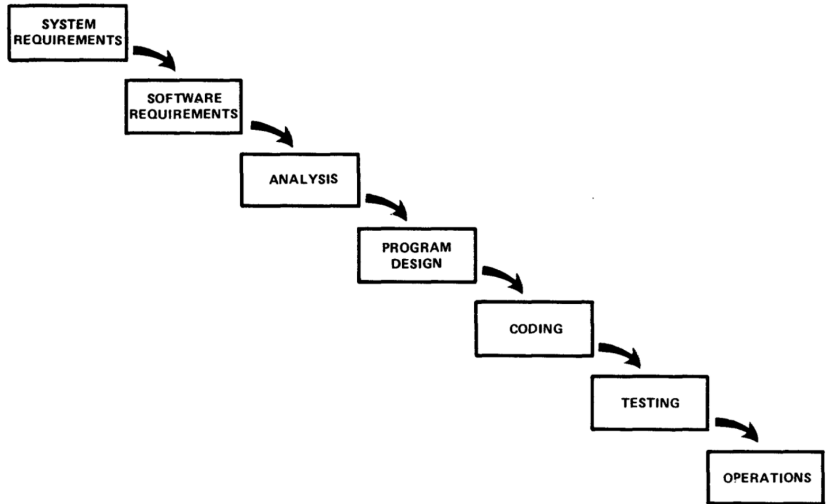 SYSTEM
REQUIREMENTS
SOFTWARE
REQUIREMENTS
ANALYSIS
PROGRAM
DESIGN
CODING
TESTING
OPERATIONS